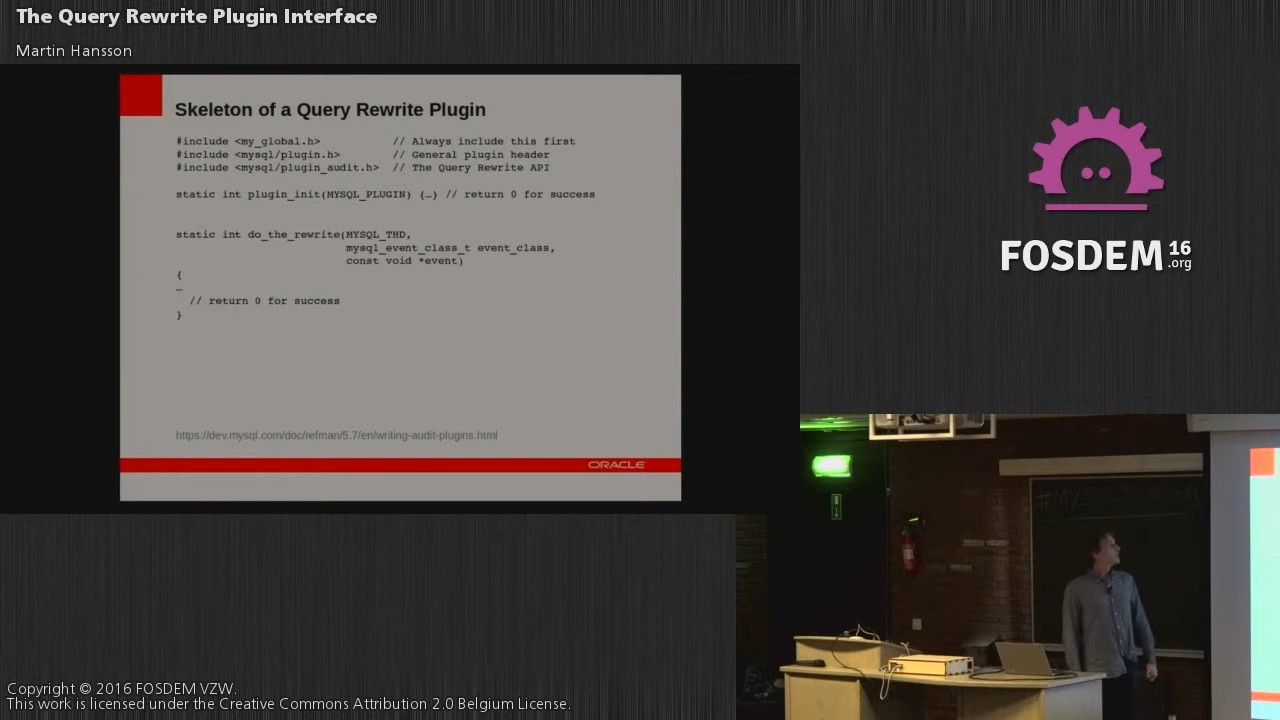 The Query Rewrite Plugin Interface
Martin Hansson
Skeleton of a Query Rewrite Plugin
#include <my_global.h> // Always include this first
#include <mysql/plugin.h> // General plugin header
#include <mysql/plugin_audit.h> // The Query Rewrite API
static int plugin_init(MYSQL_PLUGIN) {…} // return 0 for success
static int do_the_rewrite(MYSQL_THD,
mysql_event_class_t event_class,
const void *event)
{
…
// return 0 for success
}
https://dev.mysql.com/doc/refman/5.7/en/writing-audit-plugins.html
ORACLE
FOSDEM 16
.org
Copyright © 2016 FOSDEM VZW.
This work is licensed under the Creative Commons Attribution 2.0 Belgium License.